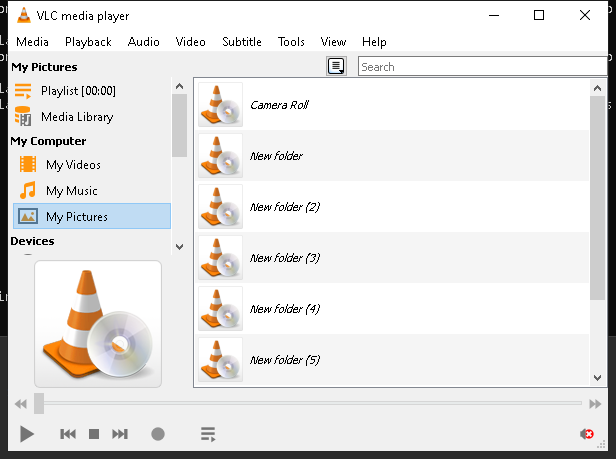 VLC media player
Media Playback Audio Video Subtitle Tools View Help
My Pictures
Search
Playlist [00:00]
Media Library
My Computer
My Videos
My Music
My Pictures
Devices
Camera Roll
New folder
New folder (2)
New folder (3)
New folder (4)
New folder (5)